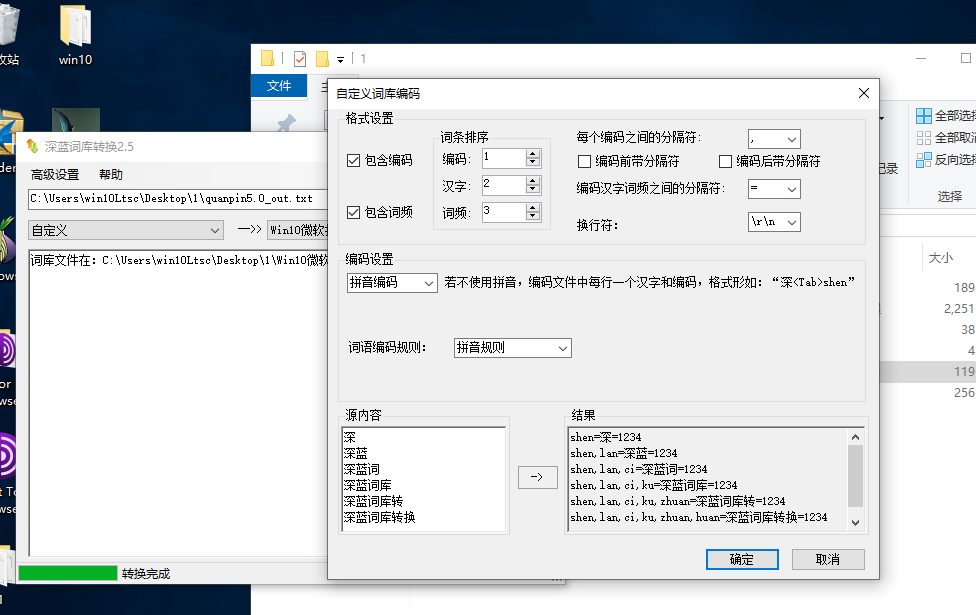 收站
win10
1
文件
全部选择
全部取消
反向选择
选择
大小
189
2,251
38
4
119
256
深蓝词库转换2.5
高级设置 帮助
C:\Users\win10Ltsc\Desktop\1\quanpin5.0_out.txt
自定义 —>> Win10微软
词库文件在: C:\Users\win10Ltsc\Desktop\1\Win10微软
转换完成
自定义词库编码
格式设置
包含编码
包含词频
词条排序
编码: 1
汉字: 2
词频: 3
每个编码之间的分隔符: ,
编码前带分隔符 编码后带分隔符
编码汉字词频之间的分隔符: =
换行符: \r\n
编码设置
拼音编码 若不使用拼音，编码文件中每行一个汉字和编码，格式形如：“深<Tab>shen”
词语编码规则: 拼音规则
源内容
深
深蓝
深蓝词
深蓝词库
深蓝词库转
深蓝词库转换
->
结果
shen=深=1234
shen,lan=深蓝=1234
shen,lan,ci=深蓝词=1234
shen,lan,ci,ku=深蓝词库=1234
shen,lan,ci,ku,zhuan=深蓝词库转=1234
shen,lan,ci,ku,zhuan,huan=深蓝词库转换=1234
确定 取消